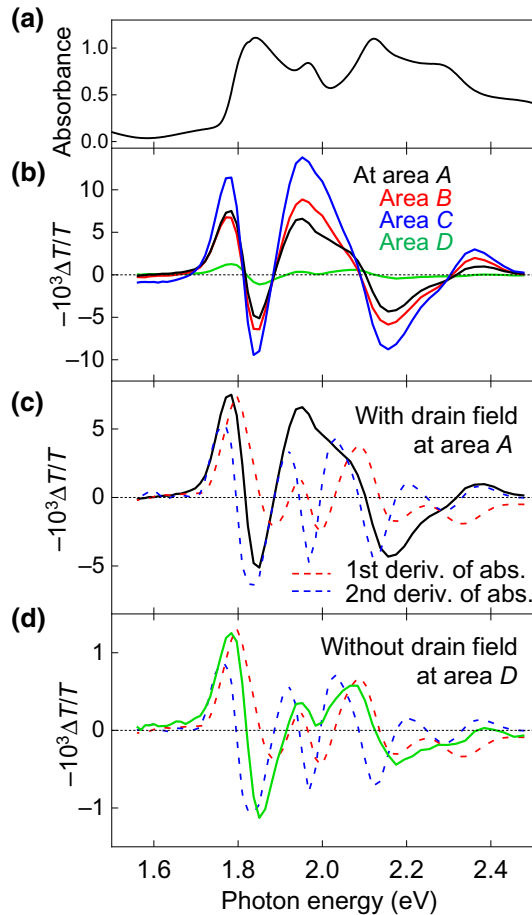 (a)
Absorbance
1.0
0.5
0.0
(b)
−10³ΔT/T
10
5
0
−5
−10
At area A
Area B
Area C
Area D
(c)
−10³ΔT/T
5
0
−5
With drain field
at area A
1st deriv. of abs.
2nd deriv. of abs.
(d)
−10³ΔT/T
1
0
−1
Without drain field
at area D
1.6 1.8 2.0 2.2 2.4
Photon energy (eV)